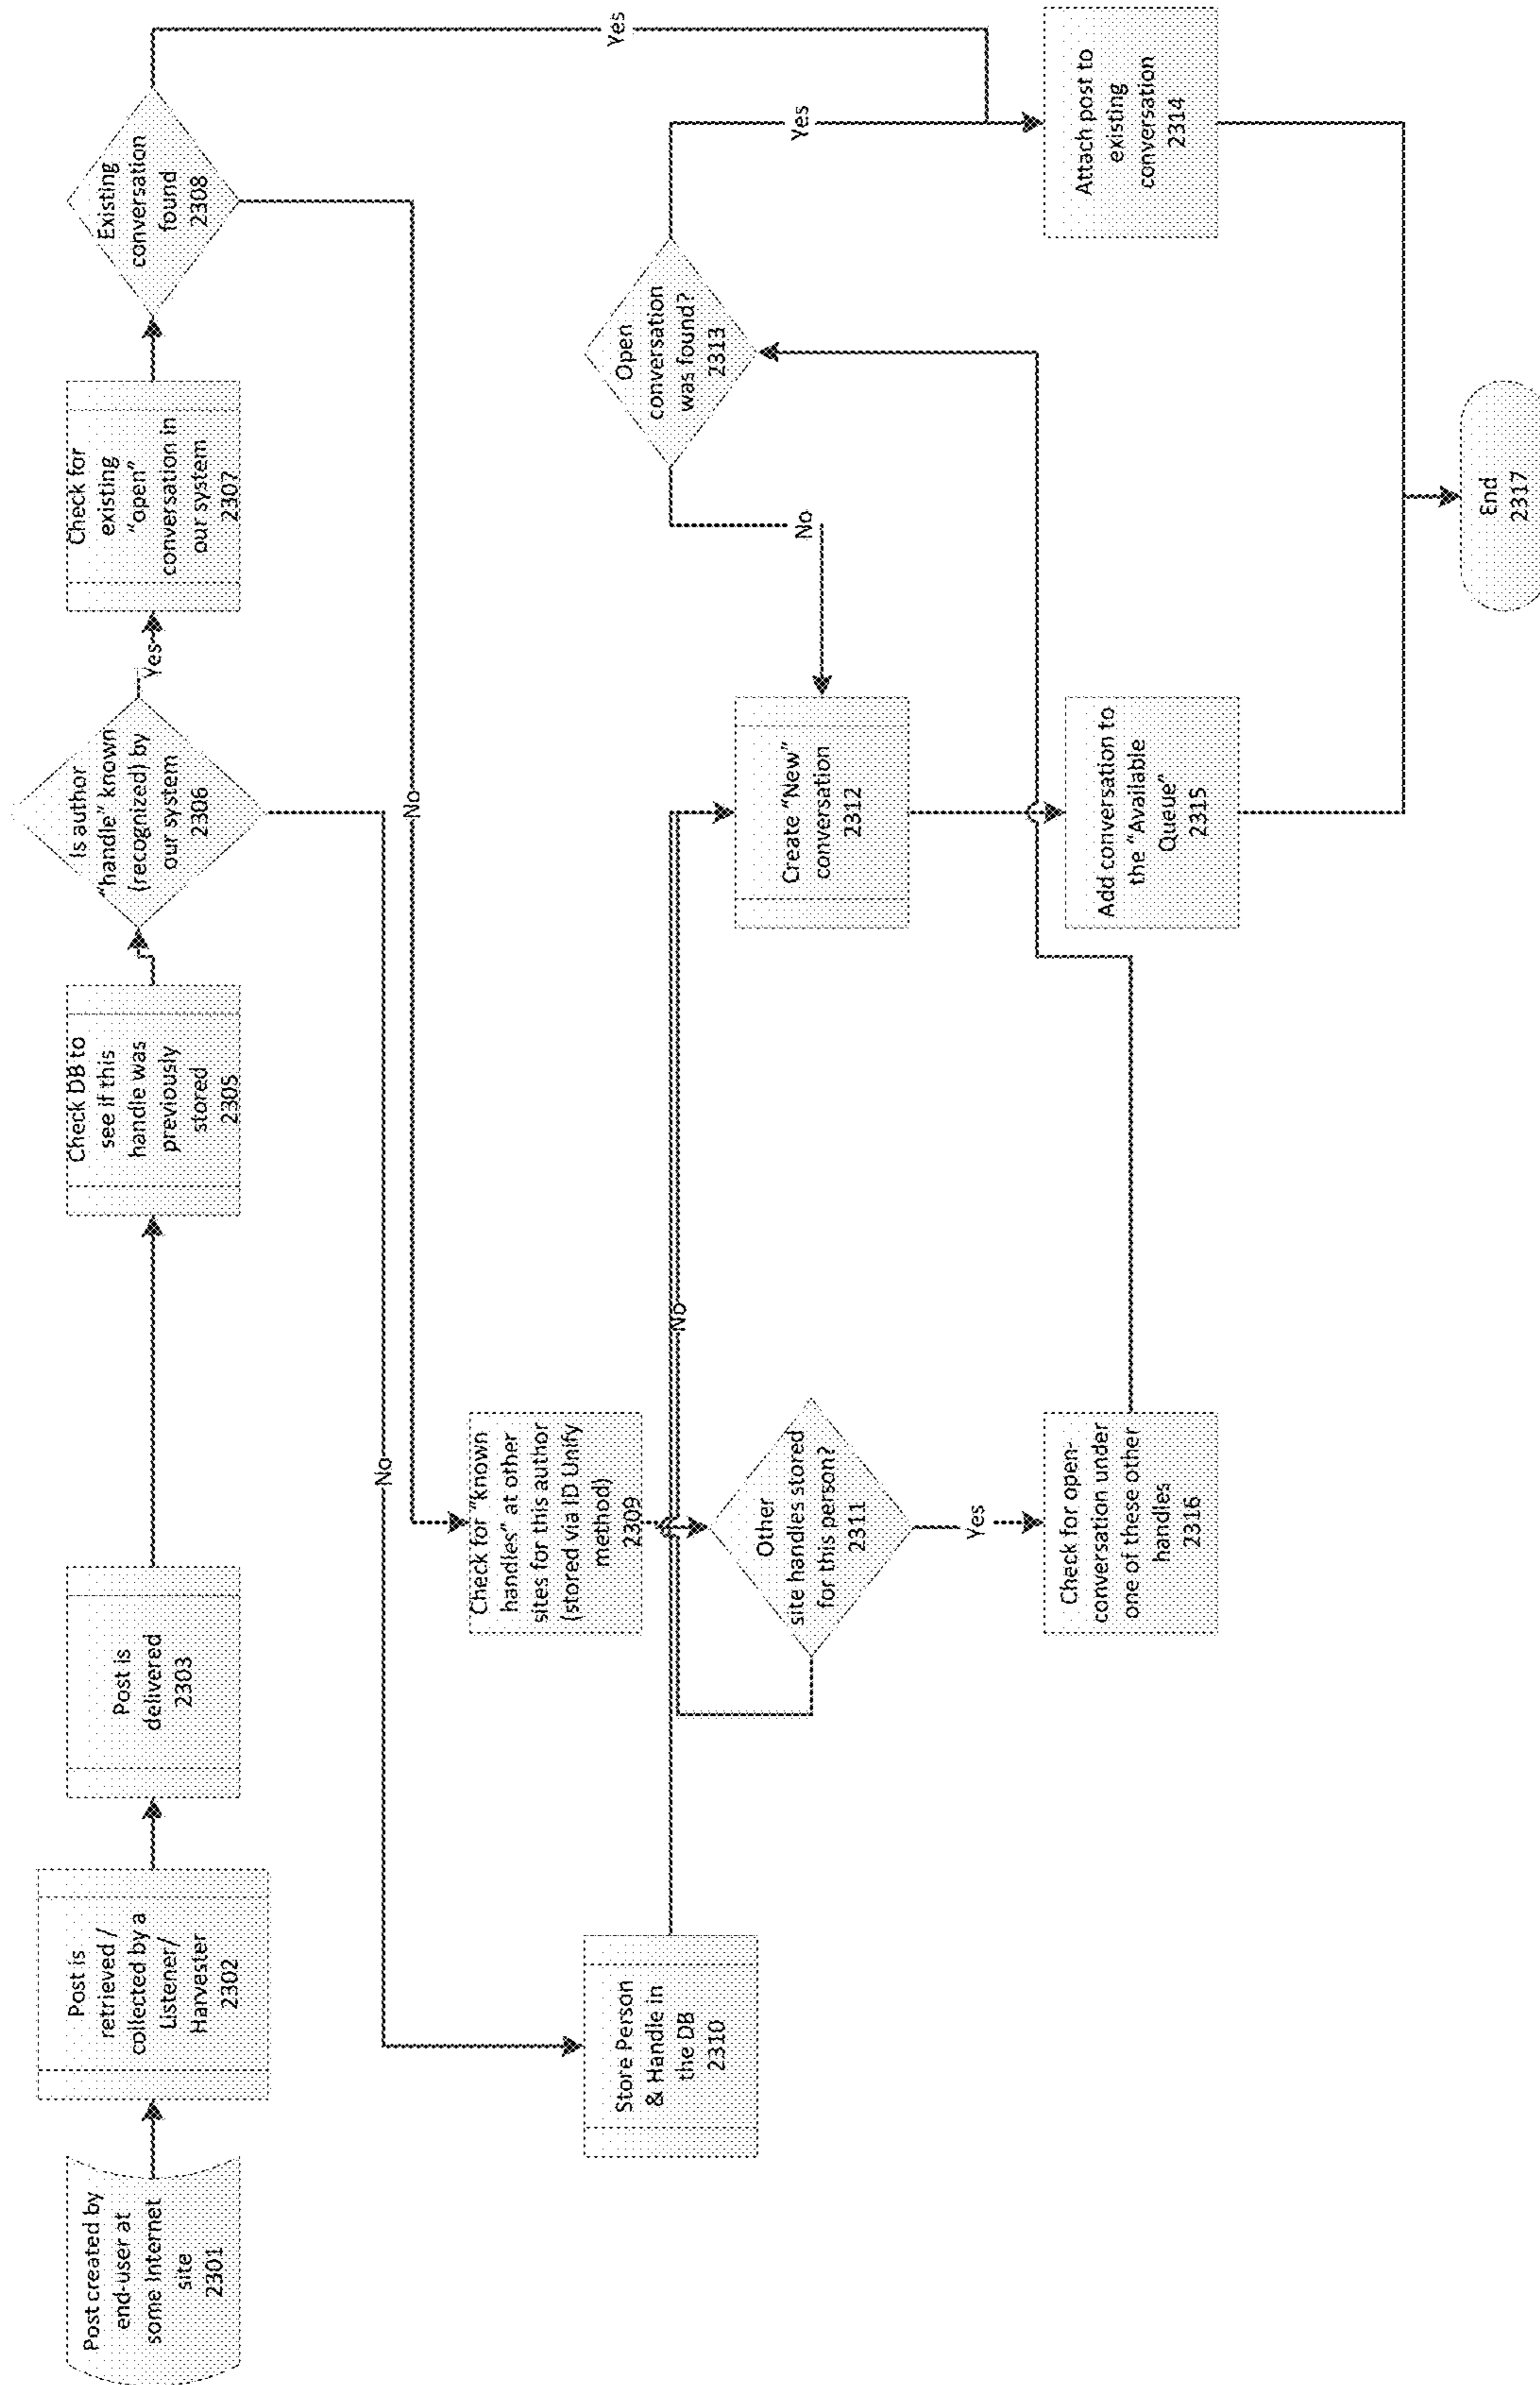 Post created by
end-user at
some Internet
site
2301
Post is
retrieved /
collected by a
Listener/
Harvester
2302
Post is
delivered
2303
Check DB to
see if this
handle was
previously
stored
2305
Is author
"handle" known
(recognized) by
our system
2306
Yes
Check for
existing
"open"
conversation in
our system
2307
Existing
conversation
found
2308
Yes
No
No
Check for "known
handles" at other
sites for this author
(stored via ID Unify
method)
2309
Store Person
& Handle in
the DB
2310
Other
site handles stored
for this person?
2311
No
Yes
Create "New"
conversation
2312
Open
conversation
was found?
2313
No
Yes
Attach post to
existing
conversation
2314
Add conversation to
the "Available
Queue"
2315
Check for open-
conversation under
one of these other
handles
2316
End
2317